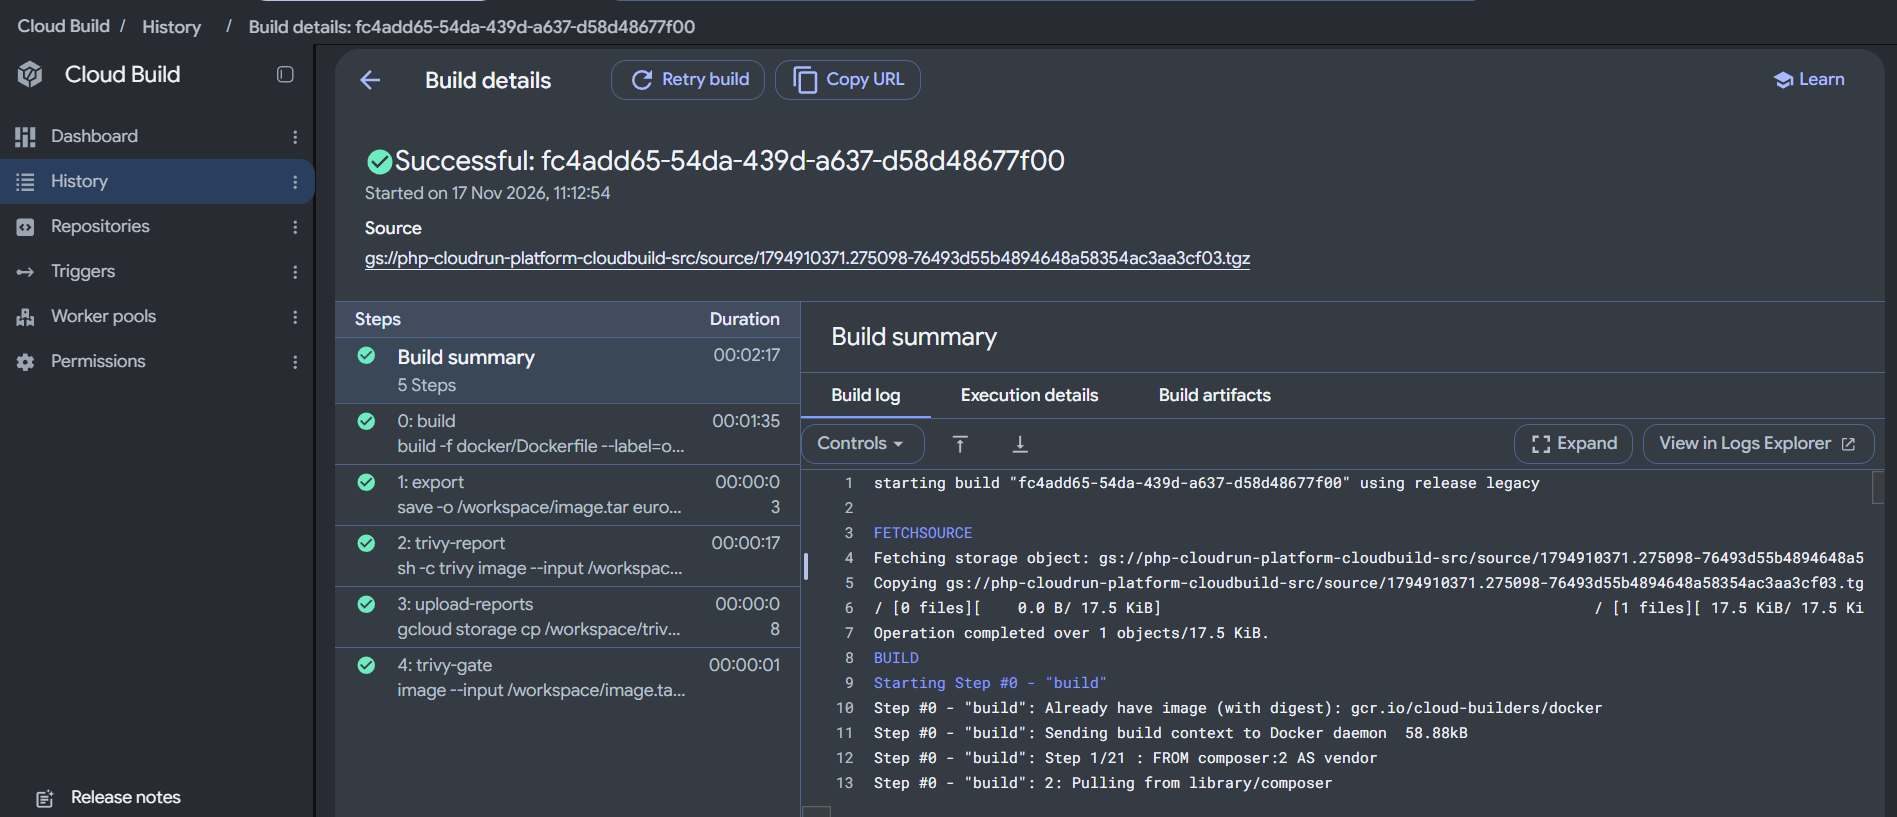 Cloud Build / History / Build details: fc4add65-54da-439d-a637-d58d48677f00
Cloud Build
Dashboard
History
Repositories
Triggers
Worker pools
Permissions
Release notes
Build details
Retry build
Copy URL
Learn
Successful: fc4add65-54da-439d-a637-d58d48677f00
Started on 17 Nov 2026, 11:12:54
Source
gs://php-cloudrun-platform-cloudbuild-src/source/1794910371.275098-76493d55b4894648a58354ac3aa3cf03.tgz
Steps Duration
Build summary 00:02:17
5 Steps
0: build 00:01:35
build -f docker/Dockerfile --label=o...
1: export 00:00:0
save -o /workspace/image.tar euro... 3
2: trivy-report 00:00:17
sh -c trivy image --input /workspac...
3: upload-reports 00:00:0
gcloud storage cp /workspace/triv... 8
4: trivy-gate 00:00:01
image --input /workspace/image.ta...
Build summary
Build log Execution details Build artifacts
Controls Expand View in Logs Explorer
1 starting build "fc4add65-54da-439d-a637-d58d48677f00" using release legacy
2
3 FETCHSOURCE
4 Fetching storage object: gs://php-cloudrun-platform-cloudbuild-src/source/1794910371.275098-76493d55b4894648a5
5 Copying gs://php-cloudrun-platform-cloudbuild-src/source/1794910371.275098-76493d55b4894648a58354ac3aa3cf03.tg
6 / [0 files][    0.0 B/ 17.5 KiB]                                                / [1 files][ 17.5 KiB/ 17.5 Ki
7 Operation completed over 1 objects/17.5 KiB.
8 BUILD
9 Starting Step #0 - "build"
10 Step #0 - "build": Already have image (with digest): gcr.io/cloud-builders/docker
11 Step #0 - "build": Sending build context to Docker daemon  58.88kB
12 Step #0 - "build": Step 1/21 : FROM composer:2 AS vendor
13 Step #0 - "build": 2: Pulling from library/composer